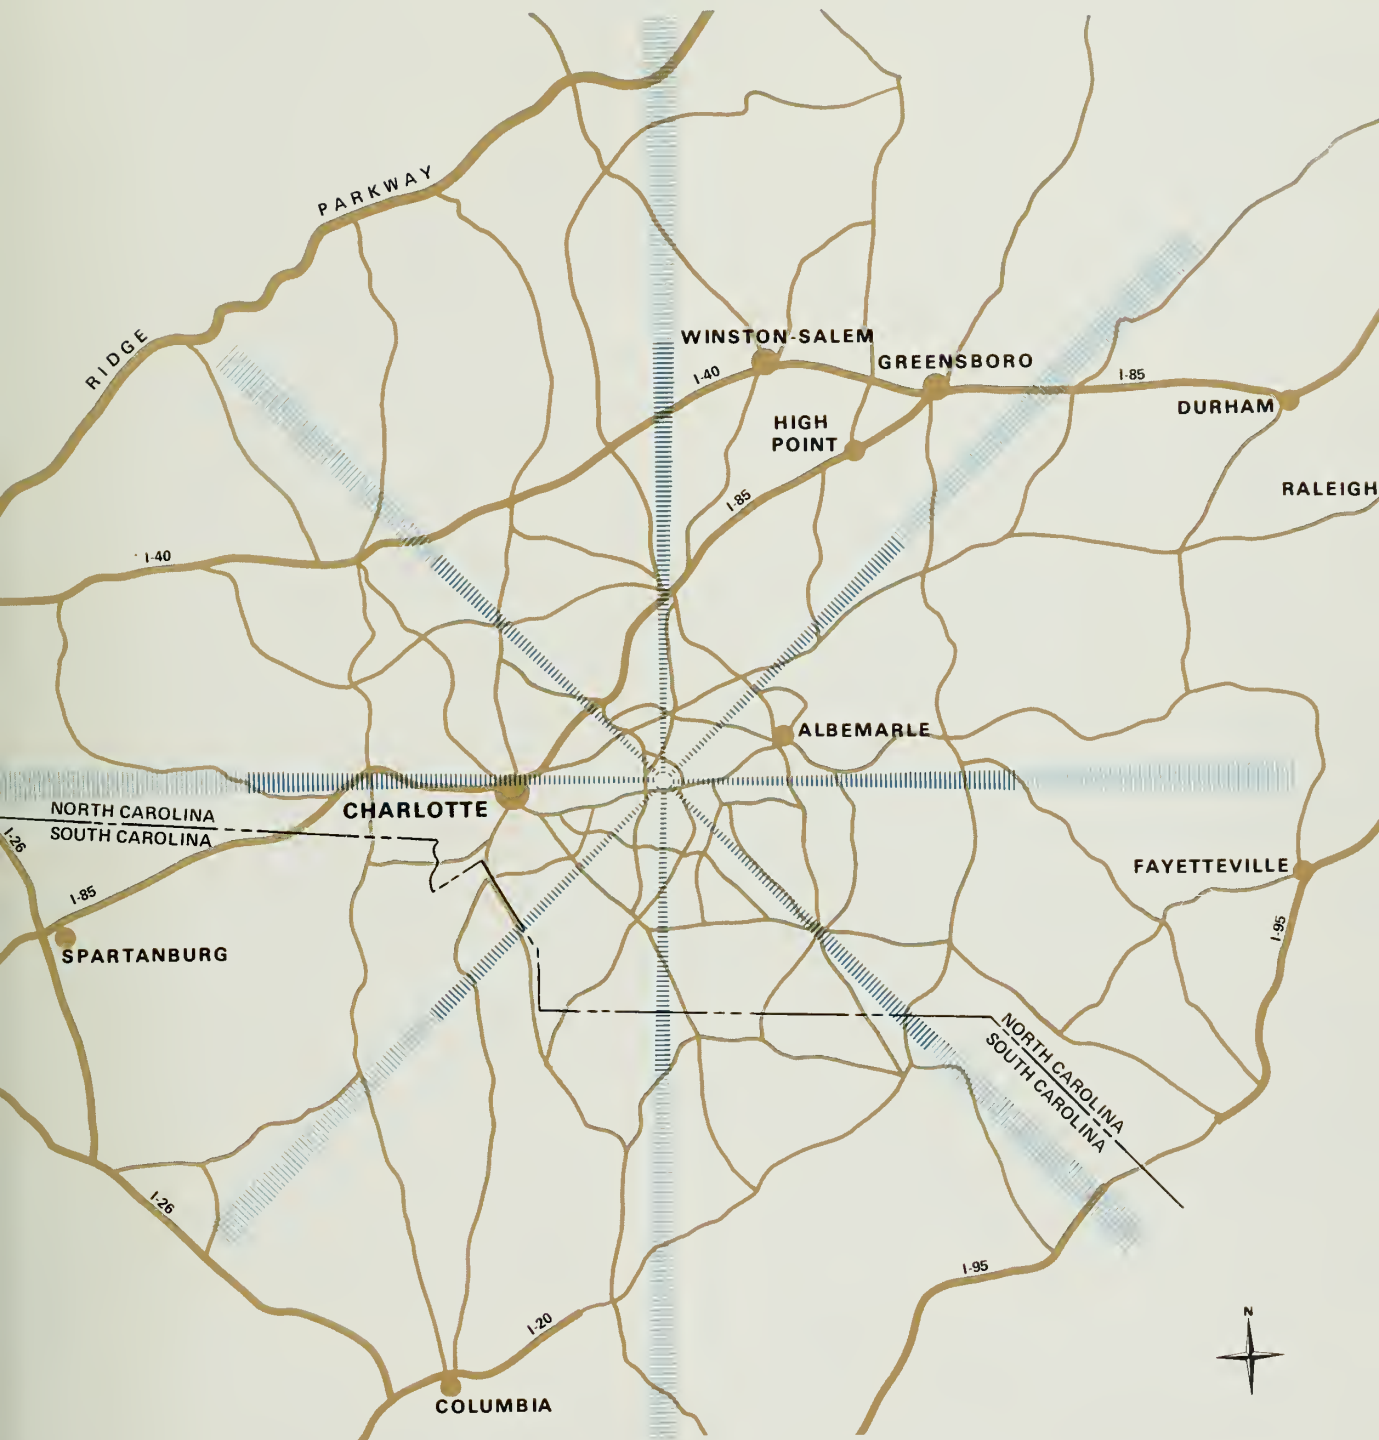 PARKWAY
RIDGE
WINSTON-SALEM
GREENSBORO
I-40
I-85
DURHAM
HIGH
POINT
RALEIGH
I-85
I-40
ALBEMARLE
CHARLOTTE
NORTH CAROLINA
SOUTH CAROLINA
I-26
FAYETTEVILLE
I-85
I-95
SPARTANBURG
NORTH CAROLINA
SOUTH CAROLINA
I-26
I-95
I-20
N
COLUMBIA